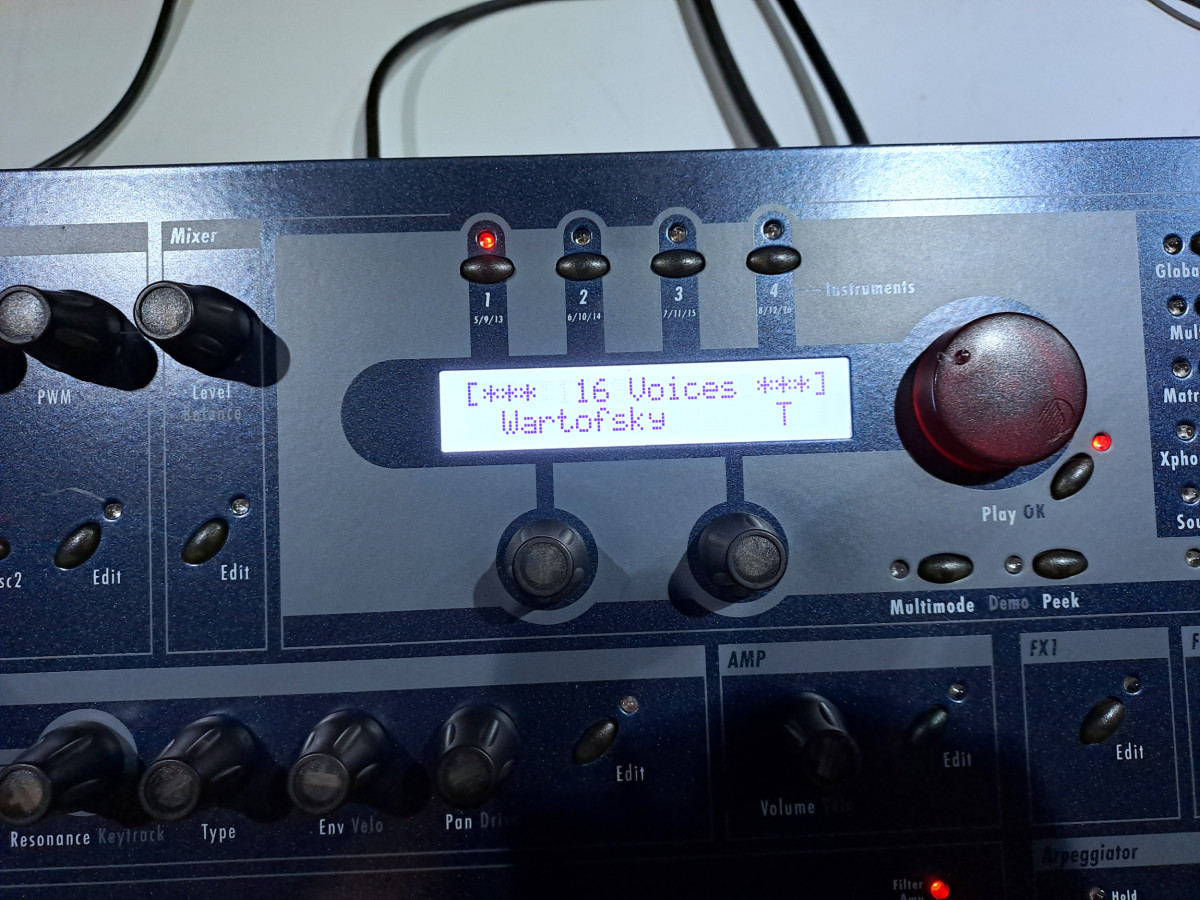 Mixer
1 2 3 4
5/9/13 6/10/14 7/11/15 8/12/16
Instruments
[*** 16 Voices ***]
Wartofsky T
PWM
Level
Balance
Edit
Edit
Play OK
Multimode Demo Peek
AMP
FX1
Edit
Edit
Edit
Resonance Keytrack
Type
Env Velo
Pan
Volume
Arpeggiator
Filter
Hold